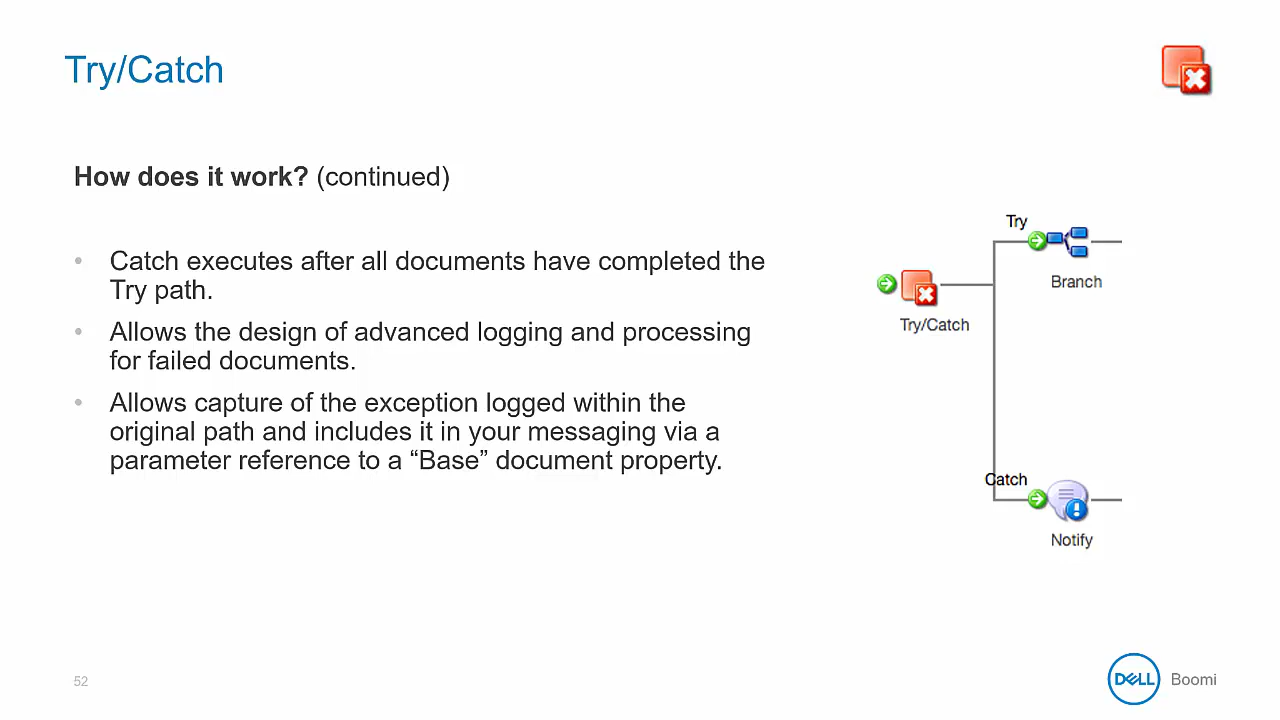 Try/Catch
How does it work? (continued)
• Catch executes after all documents have completed the
Try path.
• Allows the design of advanced logging and processing
for failed documents.
• Allows capture of the exception logged within the
original path and includes it in your messaging via a
parameter reference to a “Base” document property.
Try
Branch
Try/Catch
Catch
Notify
52
DELL Boomi